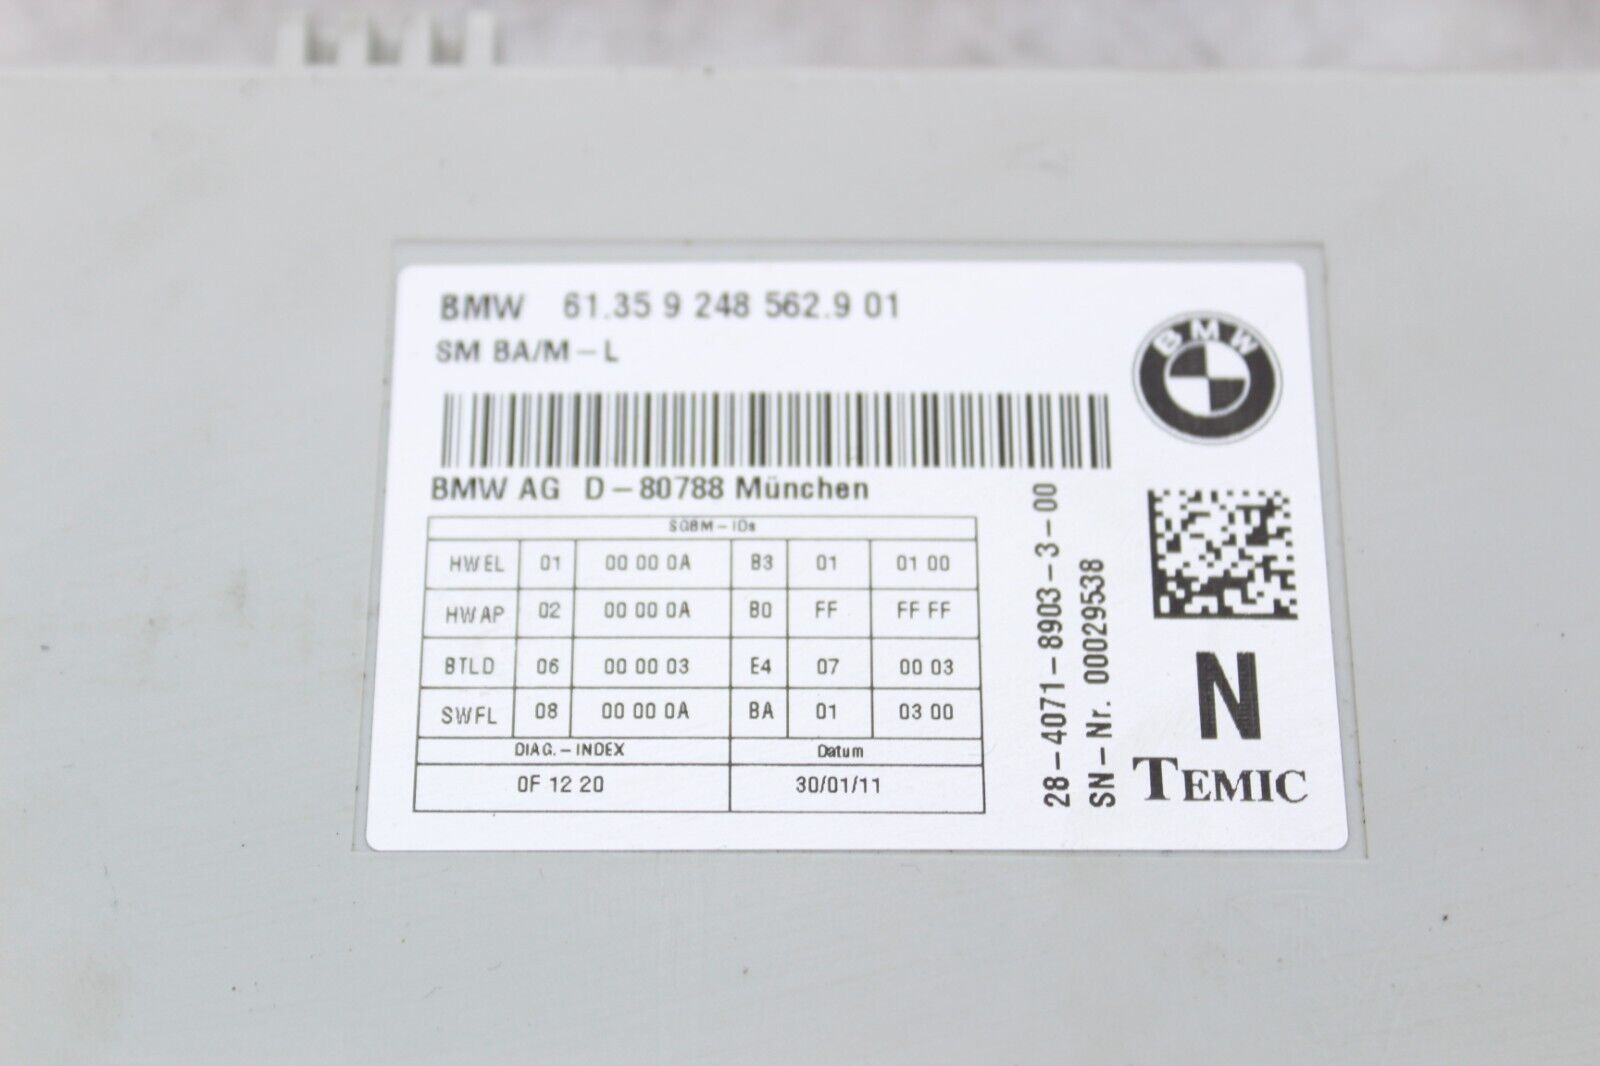 BMW 61.35 9 248 562.9 01
SM BA/M-L
BMW
BMW AG D-80788 München
SGBM-IDs
HWEL 01 00 00 0A B3 01 01 00
HWAP 02 00 00 0A B0 FF FF FF
BTLD 06 00 00 03 E4 07 00 03
SWFL 08 00 00 0A BA 01 03 00
DIAG.-INDEX Datum
0F 12 20 30/01/11
28-4071-8903-3-00
SN-Nr. 00029538
N
TEMIC